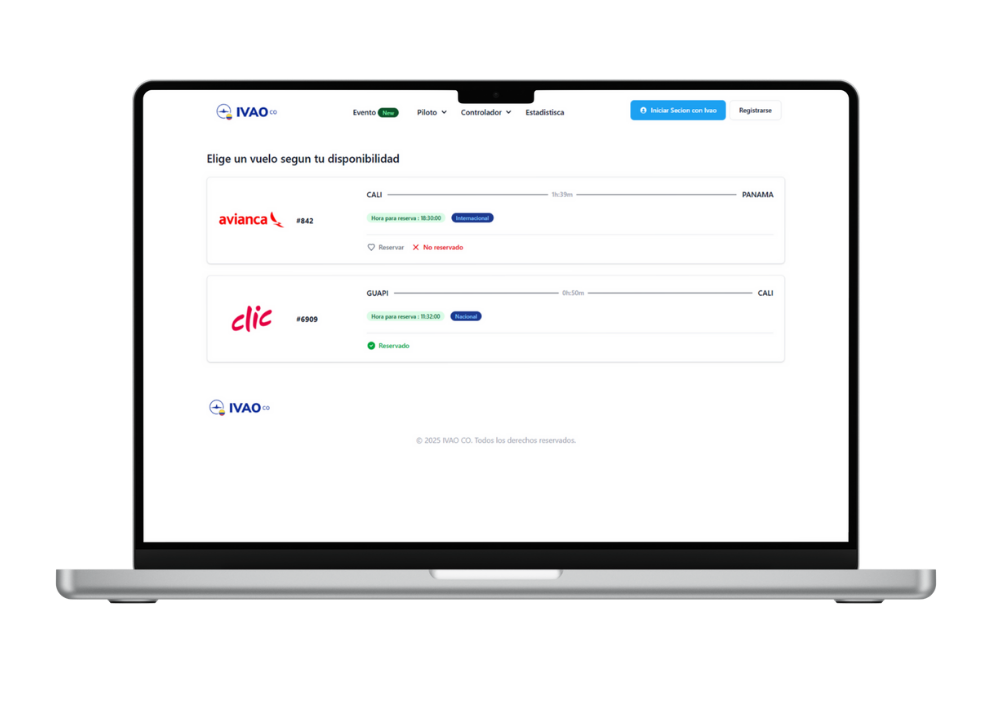 IVAO CO
Evento New Piloto Controlador Estadistisca
Iniciar Secion con Ivao Registrarse
Elige un vuelo segun tu disponibilidad
avianca #842
CALI 1h:39m PANAMA
Hora para reserva : 18:30:00 Internacional
Reservar No reservado
clic #6909
GUAPI 0h:50m CALI
Hora para reserva : 11:32:00 Nacional
Reservado
IVAO CO
© 2025 IVAO CO. Todos los derechos reservados.